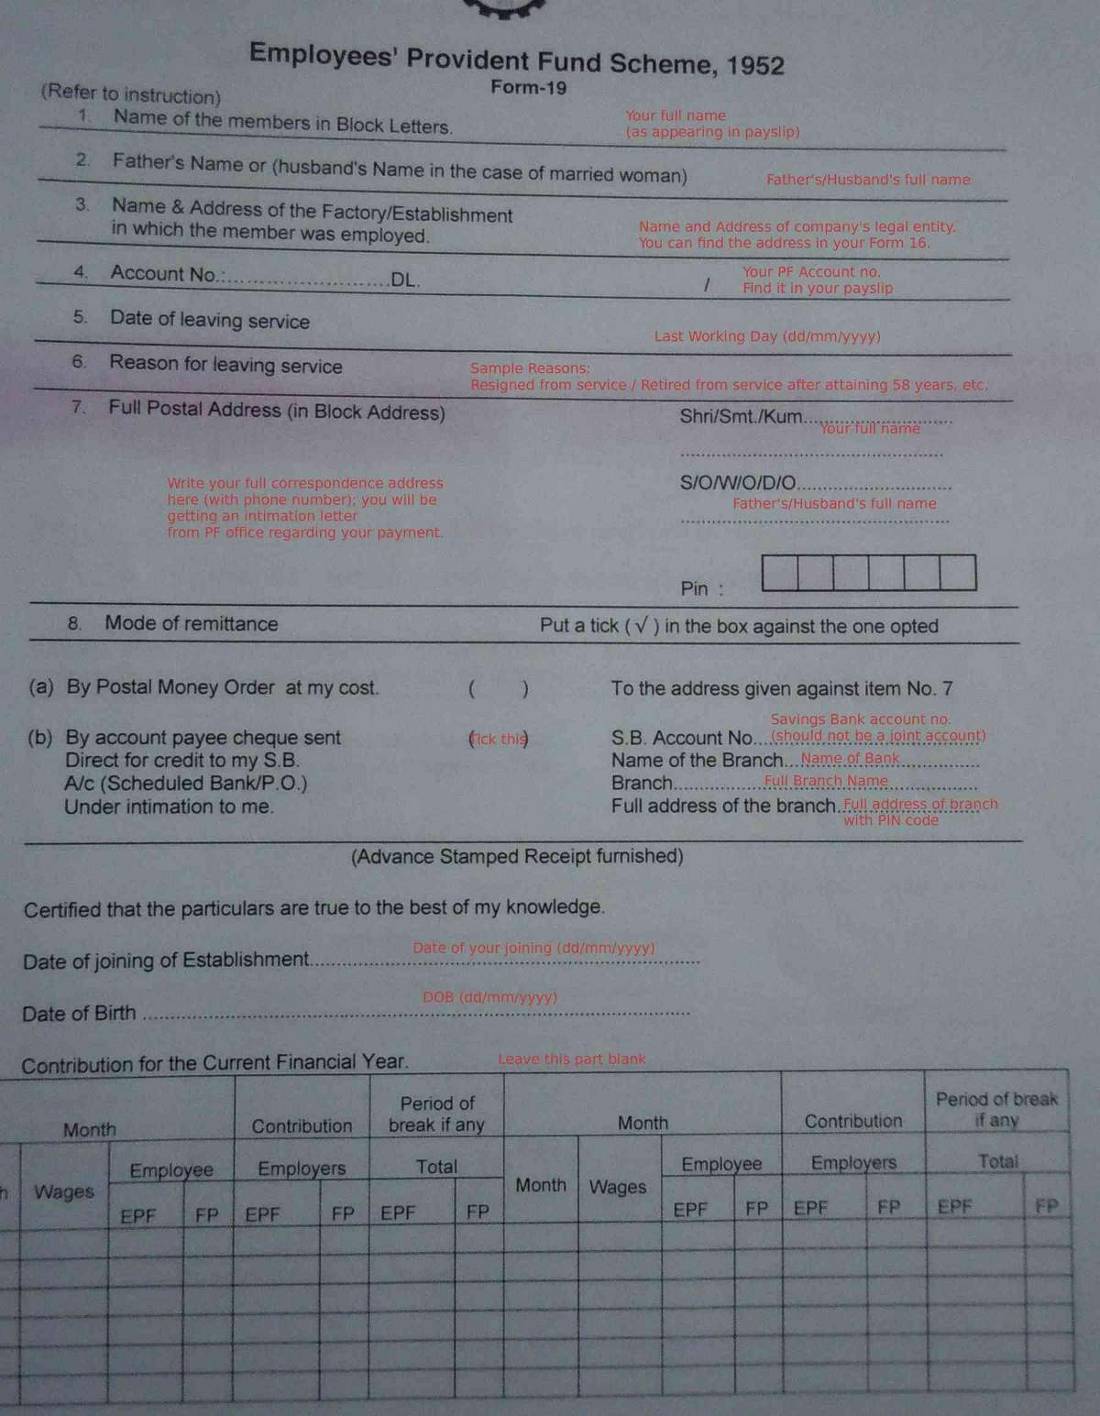 Employees' Provident Fund Scheme, 1952
Form-19
(Refer to instruction)
1. Name of the members in Block Letters.
Your full name
(as appearing in payslip)
2. Father's Name or (husband's Name in the case of married woman)
Father's/Husband's full name
3. Name & Address of the Factory/Establishment
in which the member was employed.
Name and Address of company's legal entity.
You can find the address in your Form 16.
4. Account No.:............................DL. /
Your PF Account no.
Find it in your payslip
5. Date of leaving service
Last Working Day (dd/mm/yyyy)
6. Reason for leaving service
Sample Reasons:
Resigned from service / Retired from service after attaining 58 years, etc.
7. Full Postal Address (in Block Address)
Shri/Smt./Kum..........................
Your full name
S/O/W/O/D/O..........................
Father's/Husband's full name
Write your full correspondence address
here (with phone number); you will be
getting an intimation letter
from PF office regarding your payment.
Pin :
8. Mode of remittance Put a tick ( √ ) in the box against the one opted
(a) By Postal Money Order at my cost. ( ) To the address given against item No. 7
(b) By account payee cheque sent
Direct for credit to my S.B.
A/c (Scheduled Bank/P.O.)
Under intimation to me.
(Tick this)
Savings Bank account no.
S.B. Account No....(should not be a joint account)
Name of the Branch...Name of Bank..............
Branch................Full Branch Name................
Full address of the branch.Full address of branch
with PIN code
(Advance Stamped Receipt furnished)
Certified that the particulars are true to the best of my knowledge.
Date of joining of Establishment.................Date of your joining (dd/mm/yyyy)
Date of Birth .................DOB (dd/mm/yyyy)
Contribution for the Current Financial Year. Leave this part blank
Month Contribution Period of break if any Month Contribution Period of break if any
h Wages Employee Employers Total Month Wages Employee Employers Total
EPF FP EPF FP EPF FP EPF FP EPF FP EPF FP